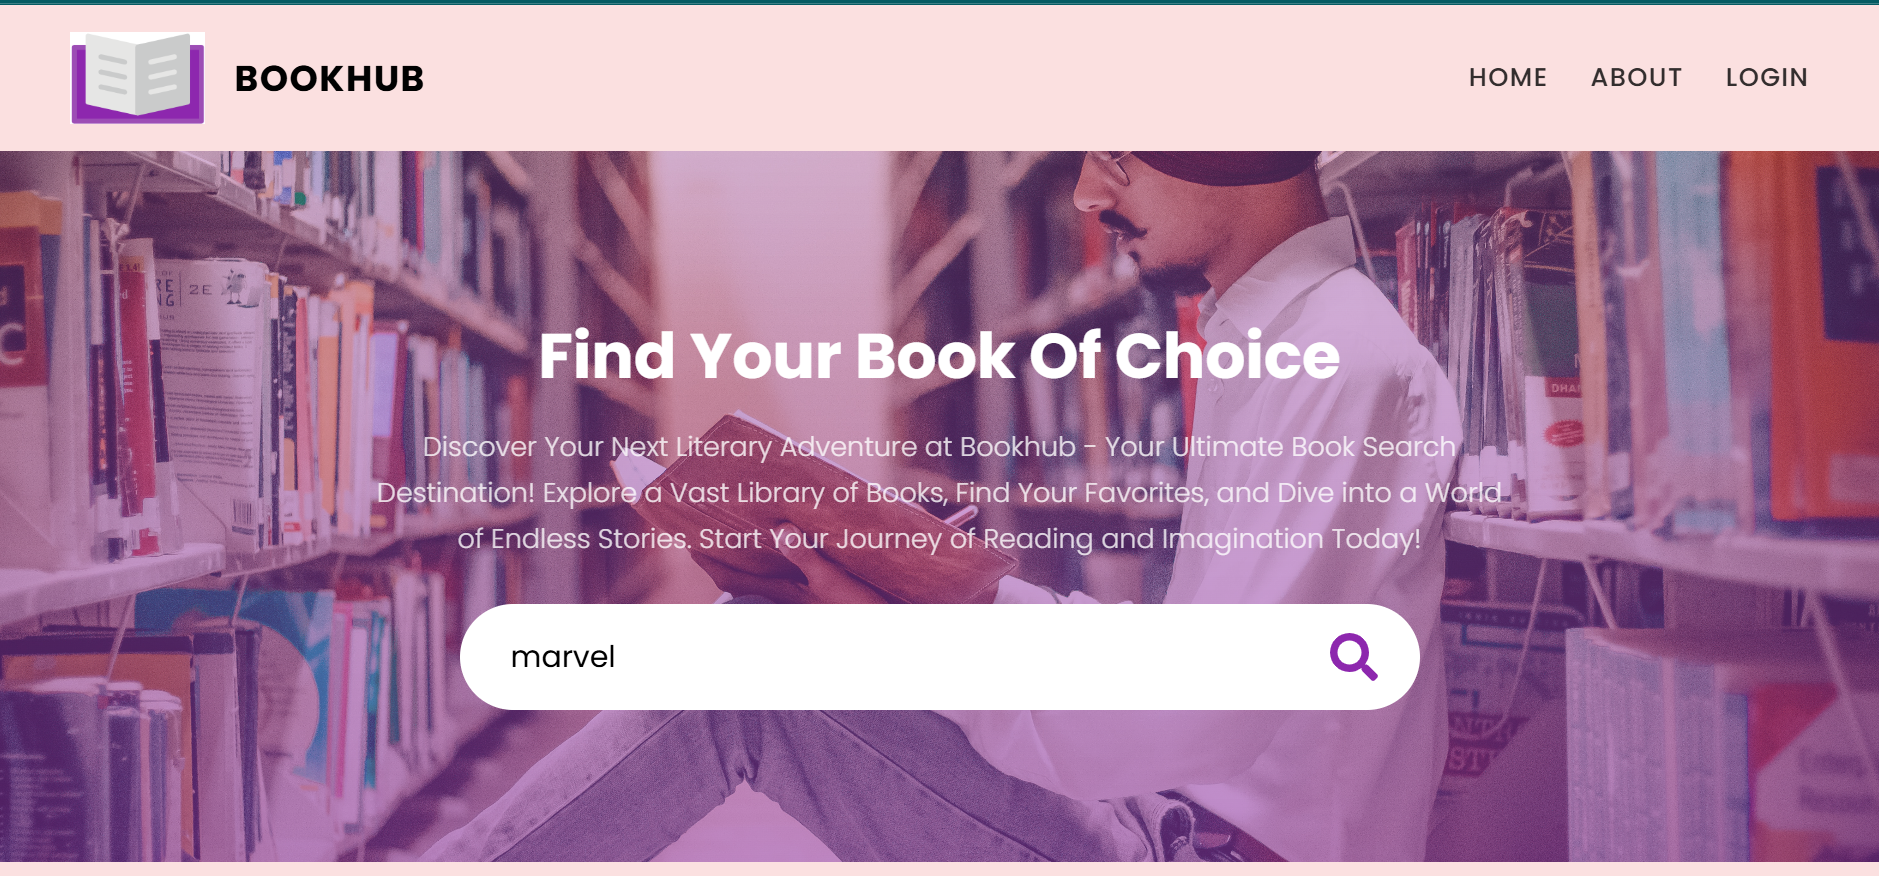 BOOKHUB
HOME ABOUT LOGIN
Find Your Book Of Choice
Discover Your Next Literary Adventure at Bookhub - Your Ultimate Book Search
Destination! Explore a Vast Library of Books, Find Your Favorites, and Dive into a World
of Endless Stories. Start Your Journey of Reading and Imagination Today!
marvel
2E